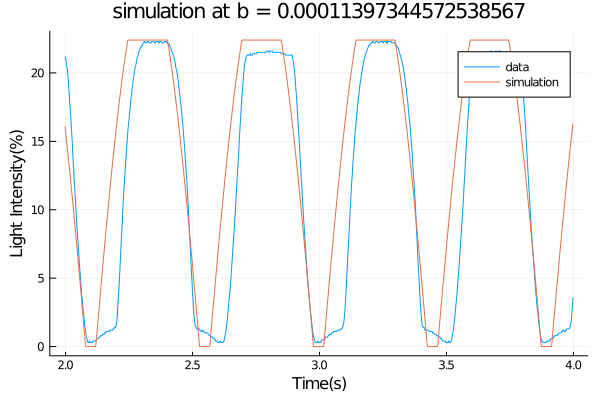 simulation at b = 0.00011397344572538567
Light Intensity(%)
20
15
10
5
0
data
simulation
2.0 2.5 3.0 3.5 4.0
Time(s)